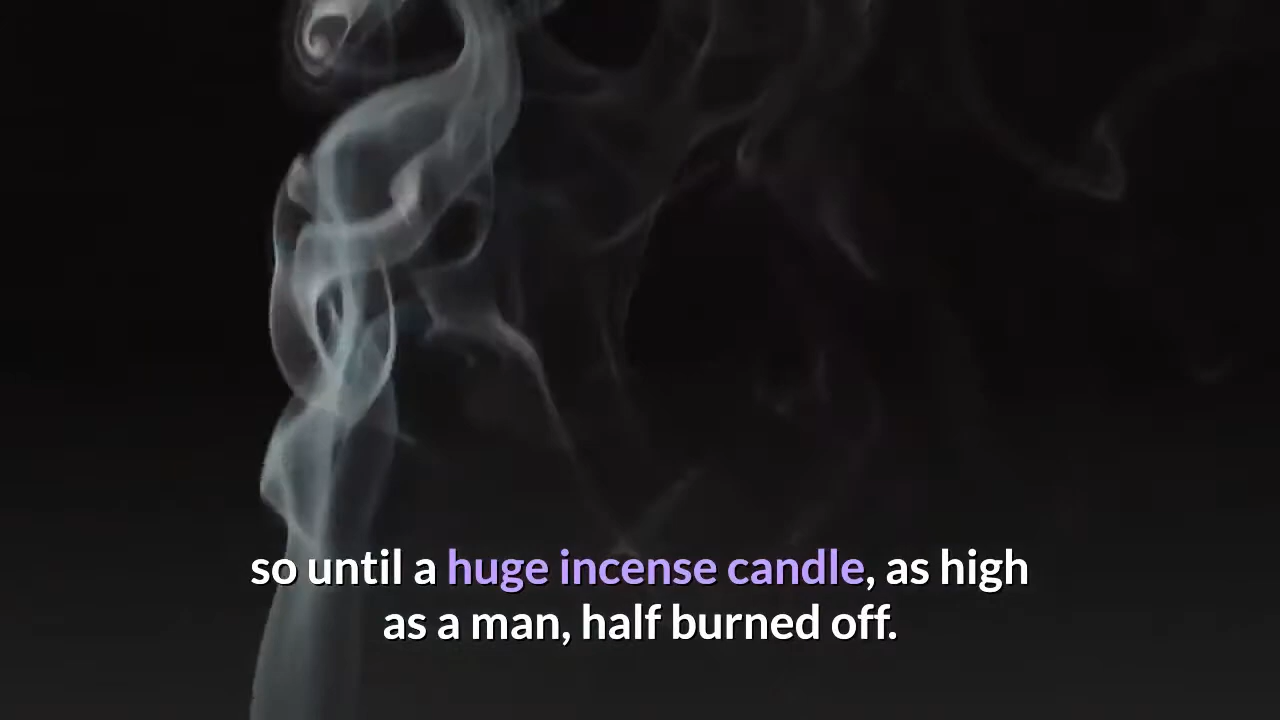 so until a huge incense candle, as high
as a man, half burned off.